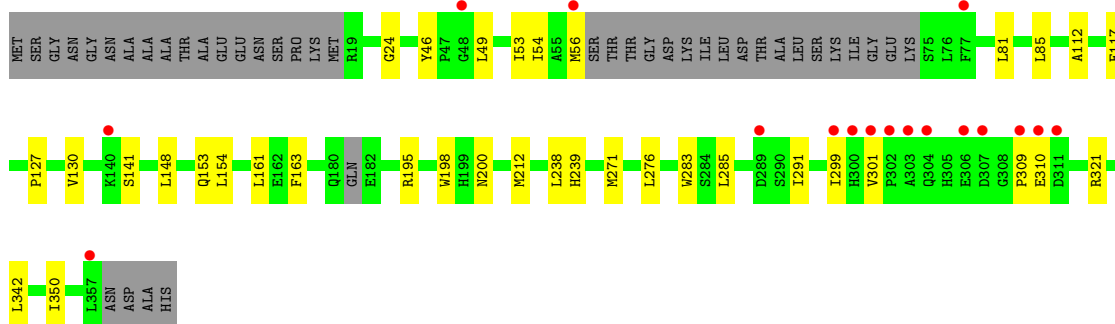 MET SER GLY ASN GLY ASN ALA ALA ALA THR ALA GLU GLU ASN SER PRO LYS MET R19 G24 Y46 P47 G48 L49 I53 I54 A55 M56 SER THR THR GLY ASP LYS ILE LEU ASP THR ALA LEU SER LYS ILE GLY GLU LYS S75 L76 F77 L81 L85 A112
P127 V130 K140 S141 L148 Q153 L154 L161 E162 F163 Q180 GLN E182 R195 W198 H199 N200 M212 L238 H239 M271 L276 W283 S284 L285 D289 S290 I291 I299 H300 V301 P302 A303 Q304 H305 E306 D307 G308 P309 E310 D311 R321
L342 I350 L357 ASN ASP ALA HIS